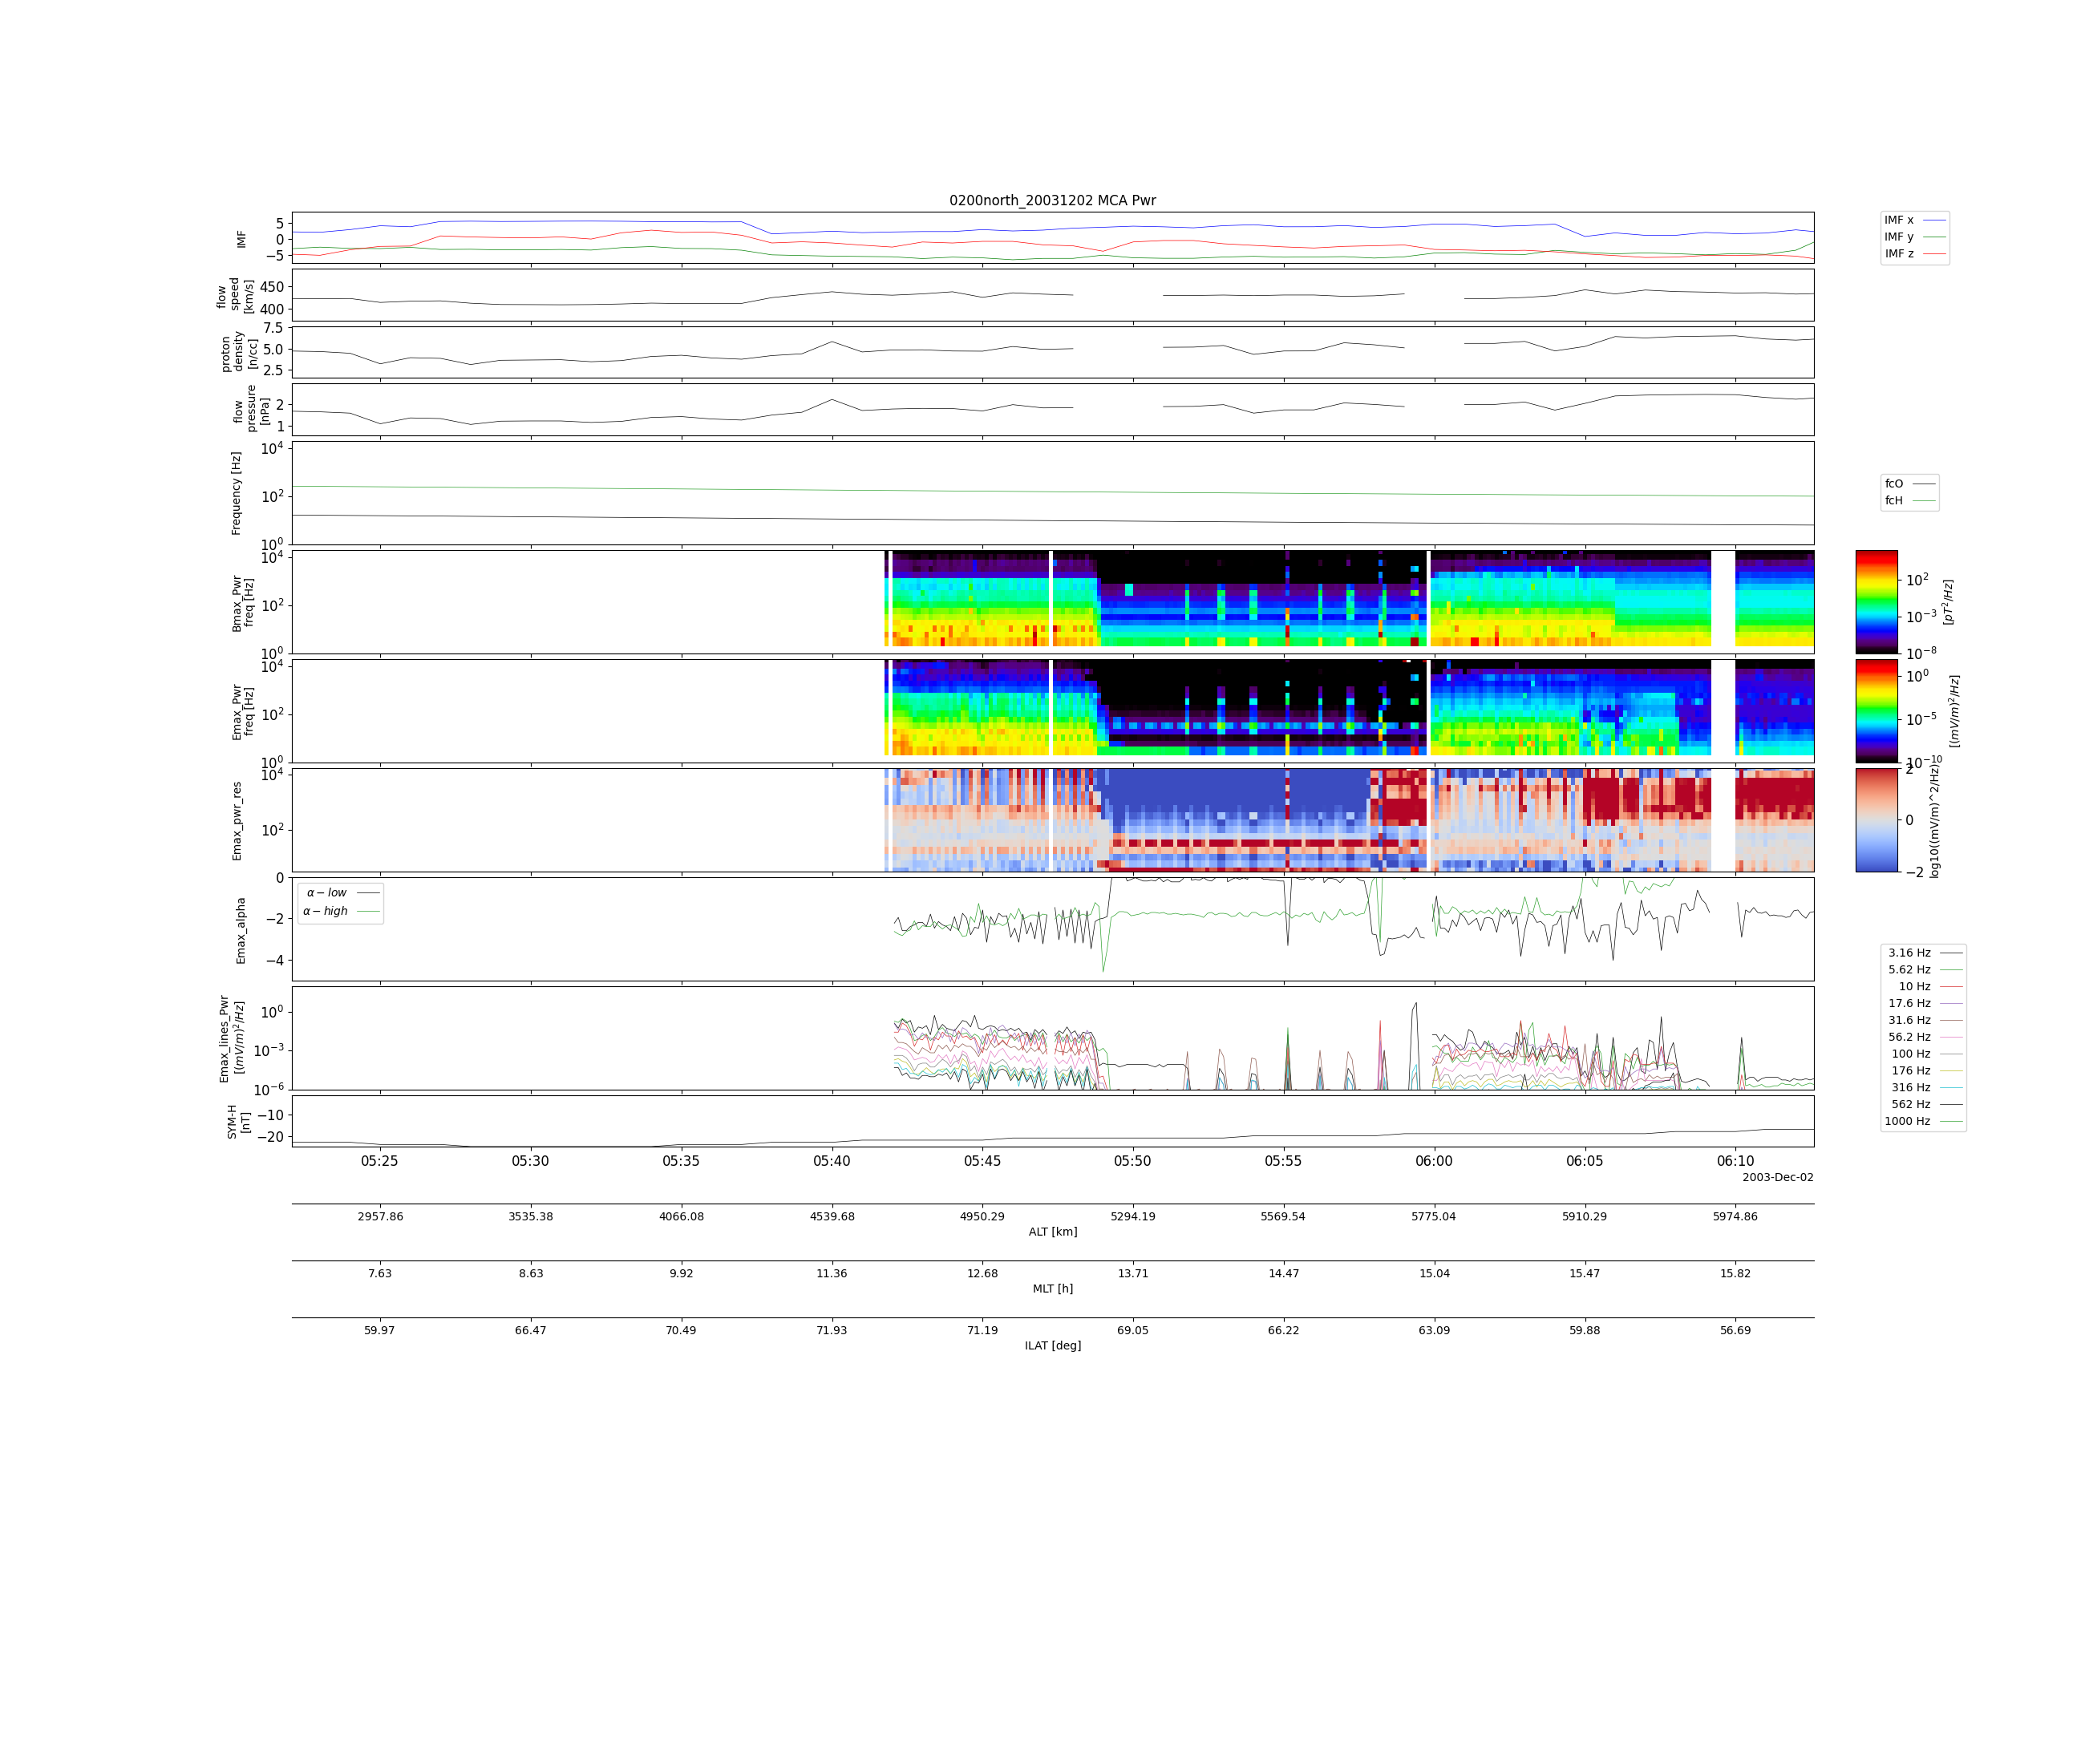 0200north_20031202 MCA Pwr
IMF
5
0
−5
IMF x
IMF y
IMF z
flow
speed
[km/s]
450
400
proton
density
[n/cc]
7.5
5.0
2.5
flow
pressure
[nPa]
2
1
Frequency [Hz]
10^4
10^2
10^0
fcO
fcH
Bmax_Pwr
freq [Hz]
10^4
10^2
10^0
10^2
10^−3
10^−8
[pT^2/Hz]
Emax_Pwr
freq [Hz]
10^4
10^2
10^0
10^0
10^−5
10^−10
[(mV/m)^2/Hz]
Emax_pwr_res
10^4
10^2
2
0
−2
log10((mV/m)^2/Hz)
Emax_alpha
0
−2
−4
α − low
α − high
Emax_lines_Pwr
[(mV/m)^2/Hz]
10^0
10^−3
10^−6
3.16 Hz
5.62 Hz
10 Hz
17.6 Hz
31.6 Hz
56.2 Hz
100 Hz
176 Hz
316 Hz
562 Hz
1000 Hz
SYM-H
[nT]
−10
−20
05:25 05:30 05:35 05:40 05:45 05:50 05:55 06:00 06:05 06:10
2003-Dec-02
2957.86 3535.38 4066.08 4539.68 4950.29 5294.19 5569.54 5775.04 5910.29 5974.86
ALT [km]
7.63 8.63 9.92 11.36 12.68 13.71 14.47 15.04 15.47 15.82
MLT [h]
59.97 66.47 70.49 71.93 71.19 69.05 66.22 63.09 59.88 56.69
ILAT [deg]